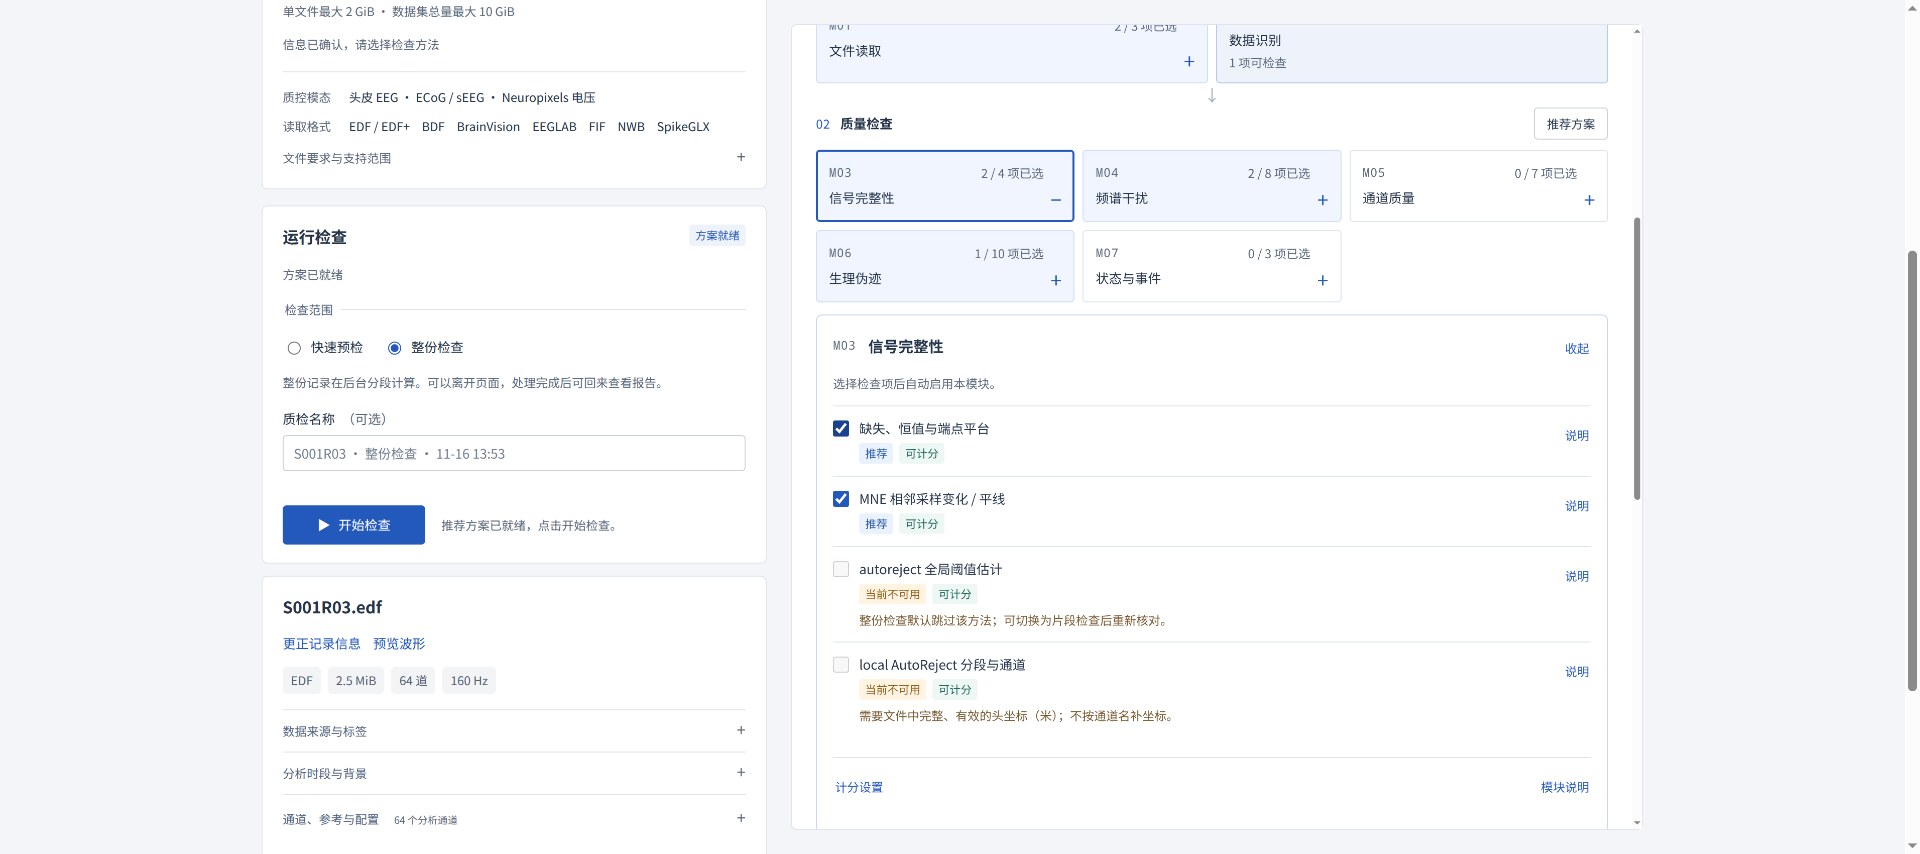 单文件最大 2 GiB · 数据集总量最大 10 GiB
信息已确认，请选择检查方法
质控模态 头皮 EEG · ECoG / sEEG · Neuropixels 电压
读取格式 EDF / EDF+ BDF BrainVision EEGLAB FIF NWB SpikeGLX
文件要求与支持范围 +
运行检查 方案就绪
方案已就绪
检查范围
快速预检 整份检查
整份记录在后台分段计算。可以离开页面，处理完成后可回来查看报告。
质检名称 （可选）
S001R03 · 整份检查 · 11-16 13:53
▶ 开始检查 推荐方案已就绪，点击开始检查。
S001R03.edf
更正记录信息 预览波形
EDF 2.5 MiB 64 道 160 Hz
数据来源与标签 +
分析时段与背景 +
通道、参考与配置 64 个分析通道 +
M01 2 / 3 项已选
文件读取 +
数据识别
1 项可检查
↓
02 质量检查 推荐方案
M03 2 / 4 项已选
信号完整性 −
M04 2 / 8 项已选
频谱干扰 +
M05 0 / 7 项已选
通道质量 +
M06 1 / 10 项已选
生理伪迹 +
M07 0 / 3 项已选
状态与事件 +
M03 信号完整性 收起
选择检查项后自动启用本模块。
缺失、恒值与端点平台 说明
推荐 可计分
MNE 相邻采样变化 / 平线 说明
推荐 可计分
autoreject 全局阈值估计 说明
当前不可用 可计分
整份检查默认跳过该方法；可切换为片段检查后重新核对。
local AutoReject 分段与通道 说明
当前不可用 可计分
需要文件中完整、有效的头坐标（米）；不按通道名补坐标。
计分设置 模块说明